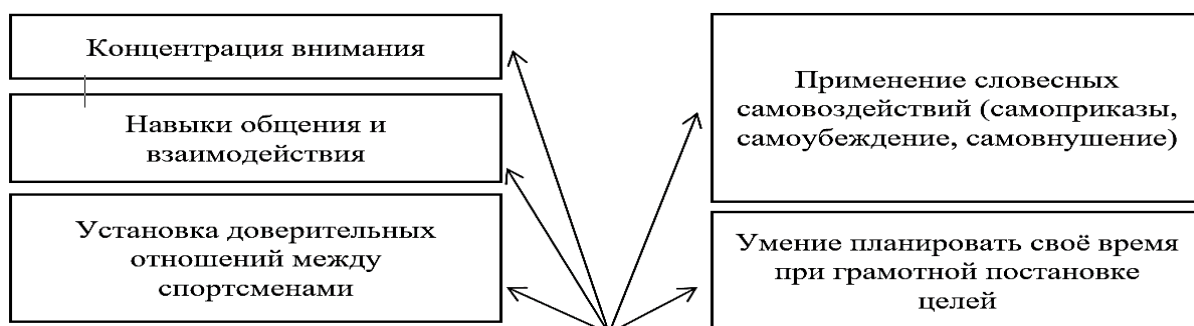 Концентрация внимания
Навыки общения и
взаимодействия
Установка доверительных
отношений между
спортсменами
Применение словесных
самовоздействий (самоприказы,
самоубеждение, самовнушение)
Умение планировать своё время
при грамотной постановке
целей